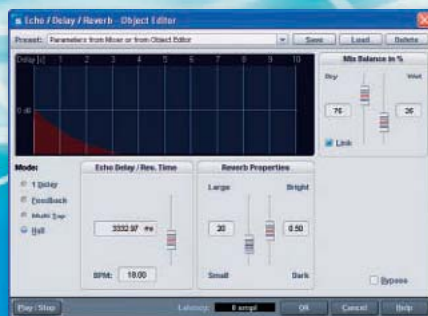 Echo / Delay / Reverb - Object Editor
Preset: Parameters from Mixer or from Object Editor Save Load Delete
Delay [s] 1 2 3 4 5 6 7 8 9 10
0 dB
Mix Balance in %
Dry Wet
Link
Mode:
1 Delay
Feedback
Multi Tap
Hall
Echo Delay / Rev. Time
3332.97 ms
BPM: 18.00
Reverb Properties
Large Bright
20 0.50
Small Dark
Bypass
Play / Stop Latency: 0 smpl OK Cancel Help